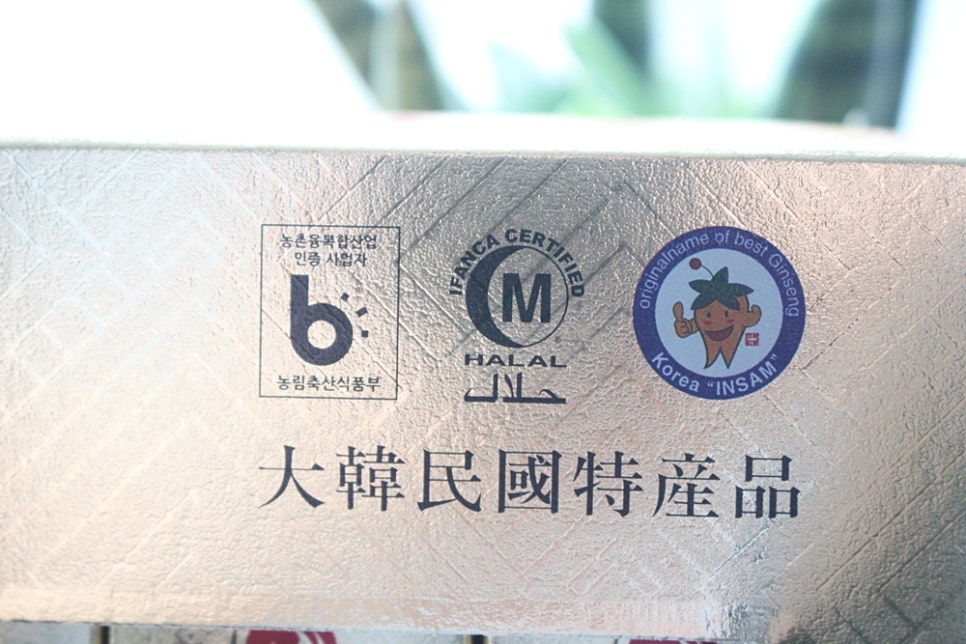 농촌융복합산업
인증 사업자
b
농림축산식품부
IFANCA CERTIFIED
M
®
HALAL
حلال
originalname of best Ginseng
Korea "INSAM"
大韓民國特産品